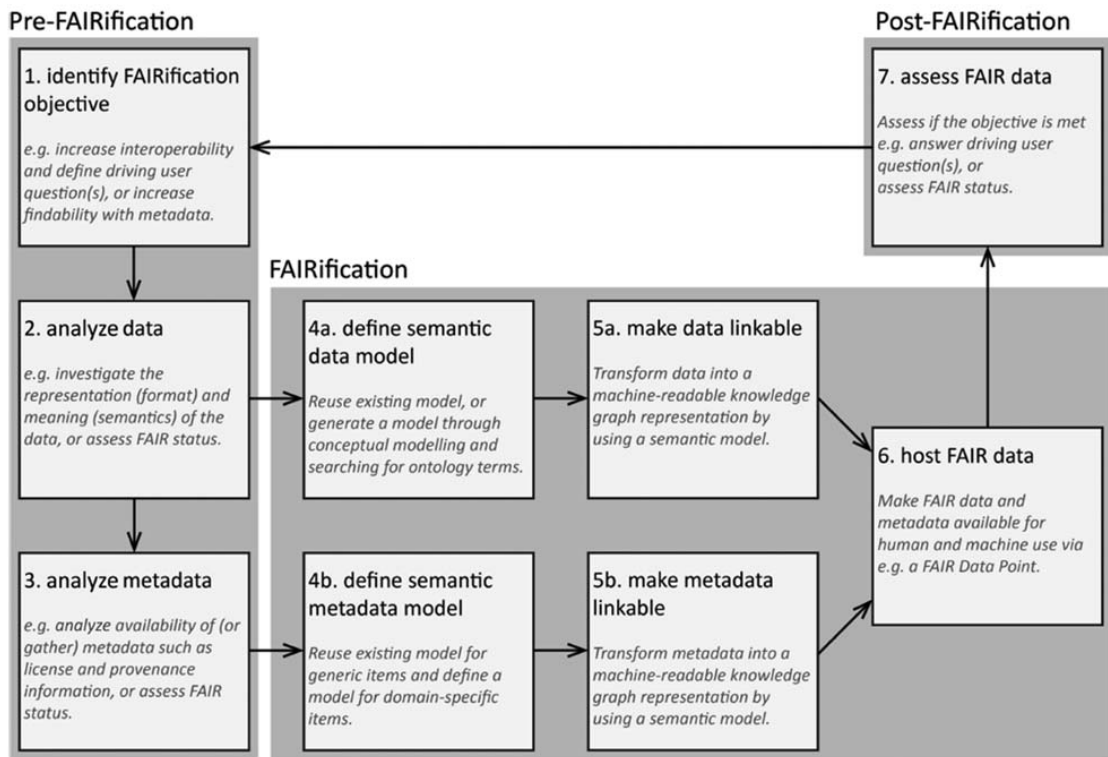 Pre-FAIRification
1. identify FAIRification
objective
e.g. increase interoperability
and define driving user
question(s), or increase
findability with metadata.
2. analyze data
e.g. investigate the
representation (format) and
meaning (semantics) of the
data, or assess FAIR status.
3. analyze metadata
e.g. analyze availability of (or
gather) metadata such as
license and provenance
information, or assess FAIR
status.
FAIRification
4a. define semantic
data model
Reuse existing model, or
generate a model through
conceptual modelling and
searching for ontology terms.
5a. make data linkable
Transform data into a
machine-readable knowledge
graph representation by
using a semantic model.
4b. define semantic
metadata model
Reuse existing model for
generic items and define a
model for domain-specific
items.
5b. make metadata
linkable
Transform metadata into a
machine-readable knowledge
graph representation by
using a semantic model.
6. host FAIR data
Make FAIR data and
metadata available for
human and machine use via
e.g. a FAIR Data Point.
Post-FAIRification
7. assess FAIR data
Assess if the objective is met
e.g. answer driving user
question(s), or
assess FAIR status.